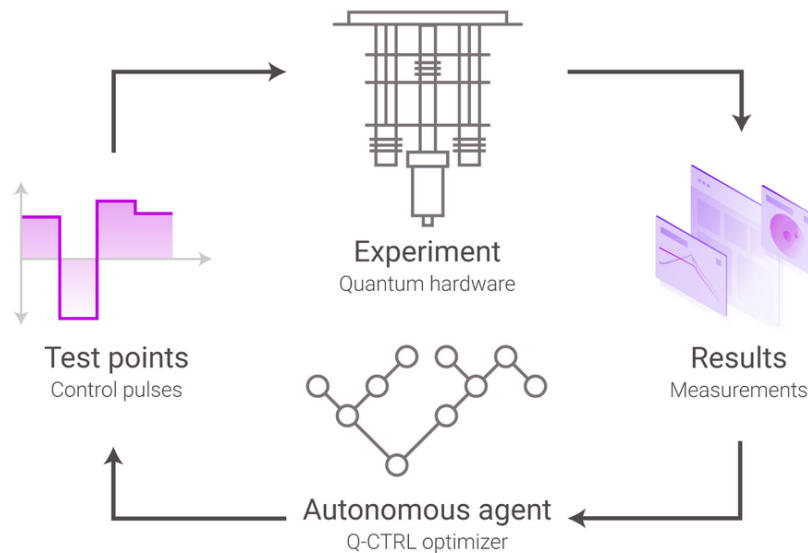 Experiment
Quantum hardware
Test points
Control pulses
Results
Measurements
Autonomous agent
Q-CTRL optimizer